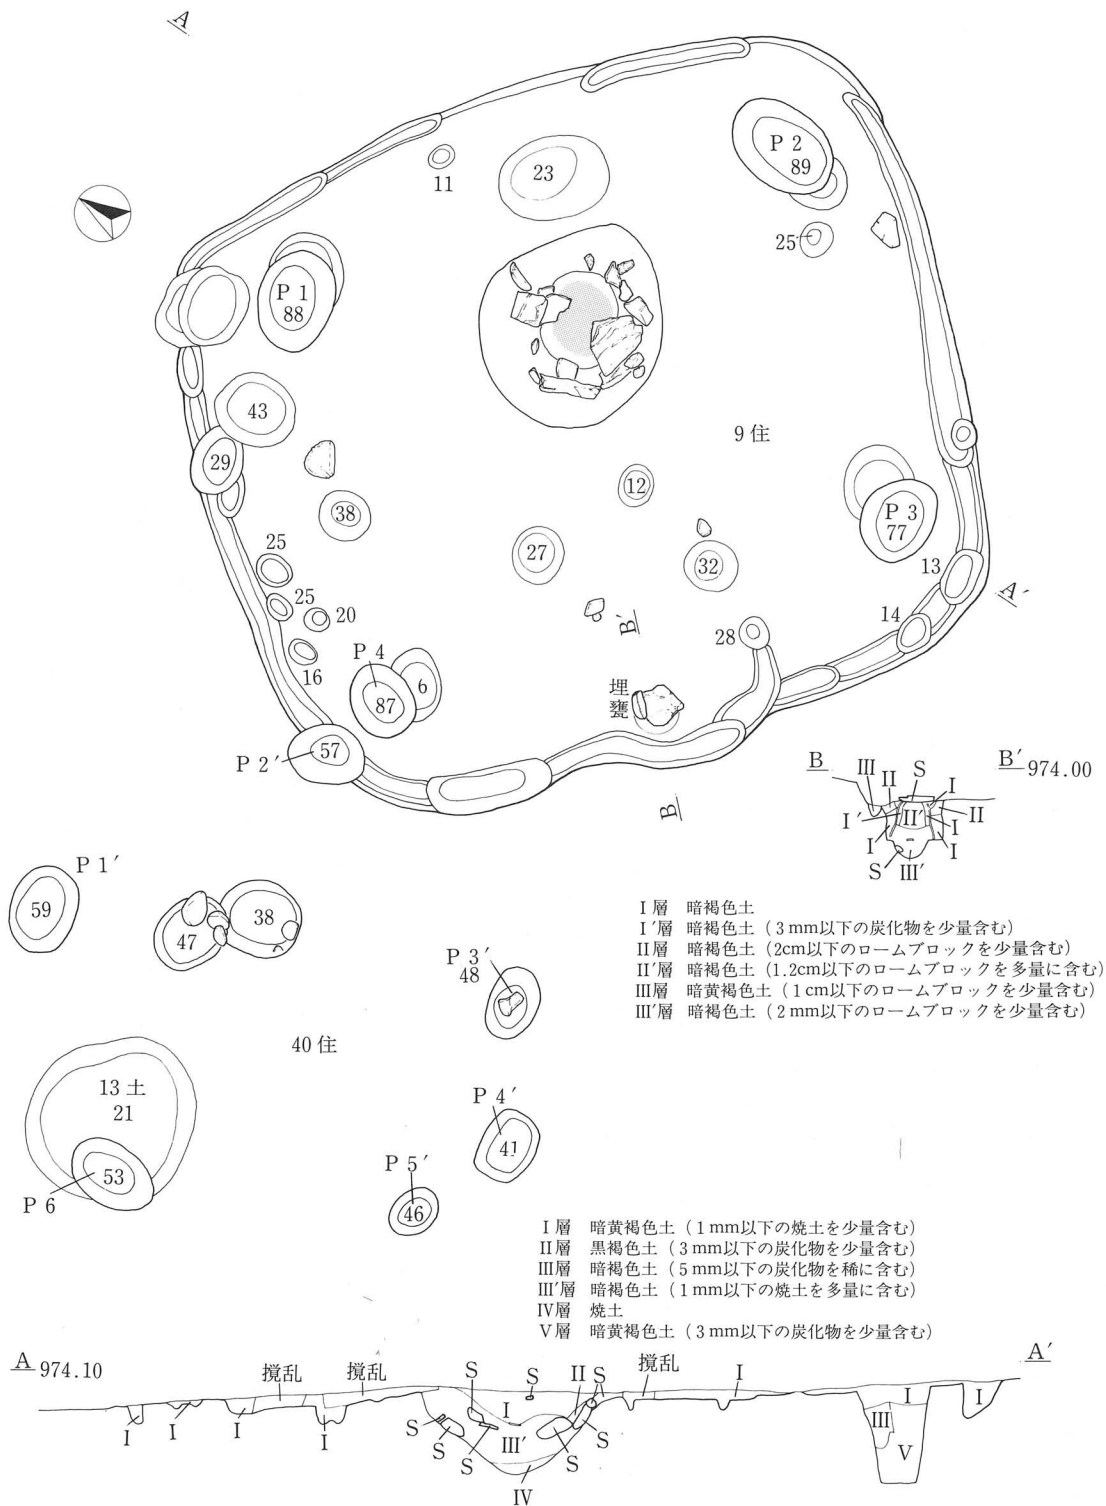 A
P 2
89
11
23
25
P 1
88
43
9住
29
12
38
P 3
77
27
25
32
13
A′
25
20
B′
14
28
P 4
16
6
埋甕
87
P 2′
57
B
B
III
II
S
I
B′ 974.00
I′
II′
I
II
I
I
S
III′
P 1′
59
38
47
I層 暗褐色土
I′層 暗褐色土(3mm以下の炭化物を少量含む)
II層 暗褐色土(2cm以下のロームブロックを少量含む)
II′層 暗褐色土(1.2cm以下のロームブロックを多量に含む)
III層 暗黄褐色土(1cm以下のロームブロックを少量含む)
III′層 暗褐色土(2mm以下のロームブロックを少量含む)
P 3′
48
40住
13土
21
P 4′
41
P 5′
53
P 6
46
I層 暗黄褐色土(1mm以下の焼土を少量含む)
II層 黒褐色土(3mm以下の炭化物を少量含む)
III層 暗褐色土(5mm以下の炭化物を稀に含む)
III′層 暗褐色土(1mm以下の焼土を多量に含む)
IV層 焼土
V層 暗黄褐色土(3mm以下の炭化物を少量含む)
A 974.10
撹乱
撹乱
S
S
II
S
撹乱
I
A′
I
I
I
I
I
I
I
S
S
S
III′
S
S
III
V
IV